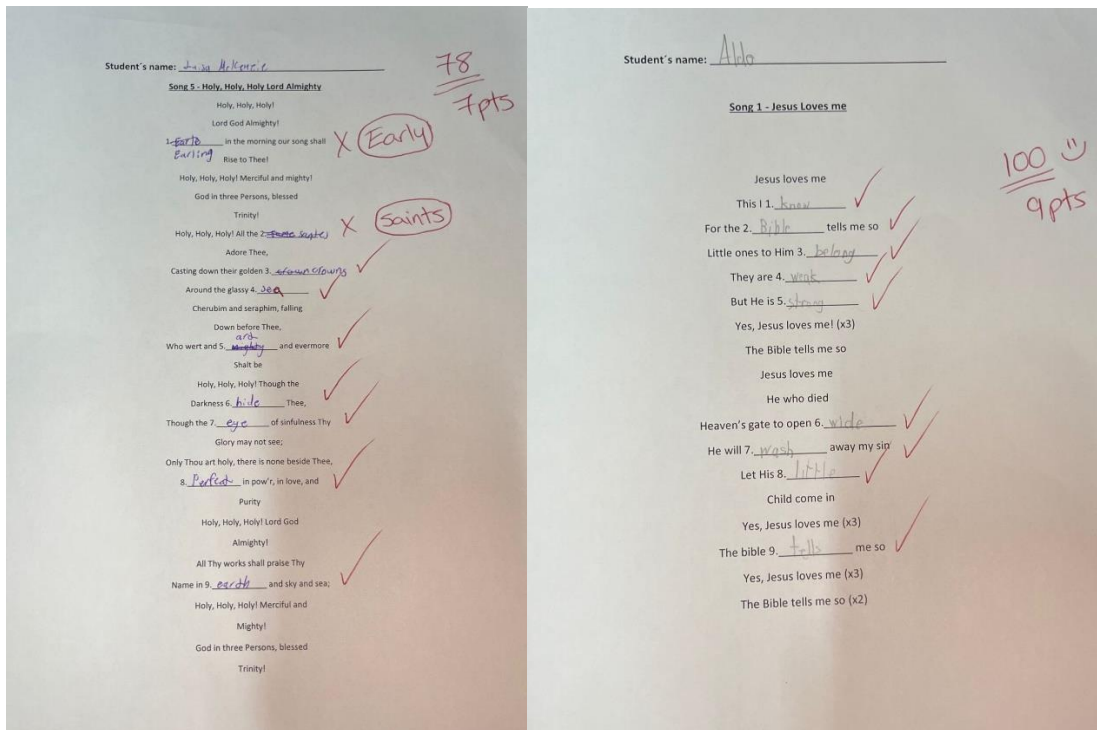 Student´s name: Luisa McKenzie
78
7pts
Song 5 - Holy, Holy, Holy Lord Almighty
Holy, Holy, Holy!
Lord God Almighty!
1. in the morning our song shall X Early
Earling
Rise to Thee!
Holy, Holy, Holy! Merciful and mighty!
God in three Persons, blessed
Trinity!
Holy, Holy, Holy! All the 2. X Saints
Adore Thee,
Casting down their golden 3. crowns
Around the glassy 4. sea
Cherubim and seraphim, falling
Down before Thee,
art
Who wert and 5. mighty and evermore
Shalt be
Holy, Holy, Holy! Though the
Darkness 6. hide Thee,
Though the 7. eye of sinfulness Thy
Glory may not see;
Only Thou art holy, there is none beside Thee,
8. Perfect in pow'r, in love, and
Purity
Holy, Holy, Holy! Lord God
Almighty!
All Thy works shall praise Thy
Name in 9. earth and sky and sea;
Holy, Holy, Holy! Merciful and
Mighty!
God in three Persons, blessed
Trinity!
Student´s name: Aldo
Song 1 - Jesus Loves me
100
9pts
Jesus loves me
This I 1. know
For the 2. Bible tells me so
Little ones to Him 3. belong
They are 4. weak
But He is 5. strong
Yes, Jesus loves me! (x3)
The Bible tells me so
Jesus loves me
He who died
Heaven's gate to open 6. wide
He will 7. wash away my sin
Let His 8. little
Child come in
Yes, Jesus loves me (x3)
The bible 9. tells me so
Yes, Jesus loves me (x3)
The Bible tells me so (x2)